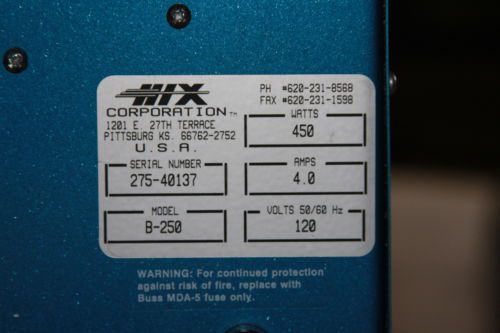 HIX
CORPORATION™
1201 E. 27TH TERRACE
PITTSBURG KS. 66762-2752
U.S.A.
PH #620-231-8568
FAX #620-231-1598
WATTS
450
SERIAL NUMBER
275-40137
AMPS
4.0
MODEL
B-250
VOLTS 50/60 Hz
120
WARNING: For continued protection
against risk of fire, replace with
Buss MDA-5 fuse only.